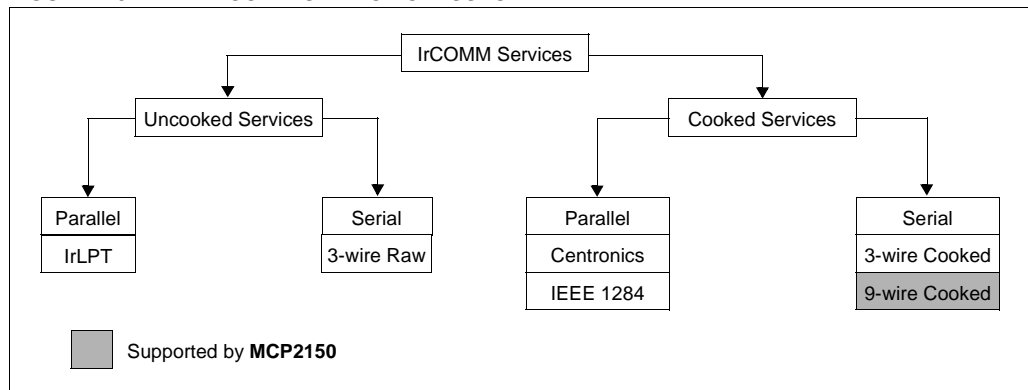 IrCOMM Services
Uncooked Services
Cooked Services
Parallel
IrLPT
Serial
3-wire Raw
Parallel
Centronics
IEEE 1284
Serial
3-wire Cooked
9-wire Cooked
Supported by MCP2150